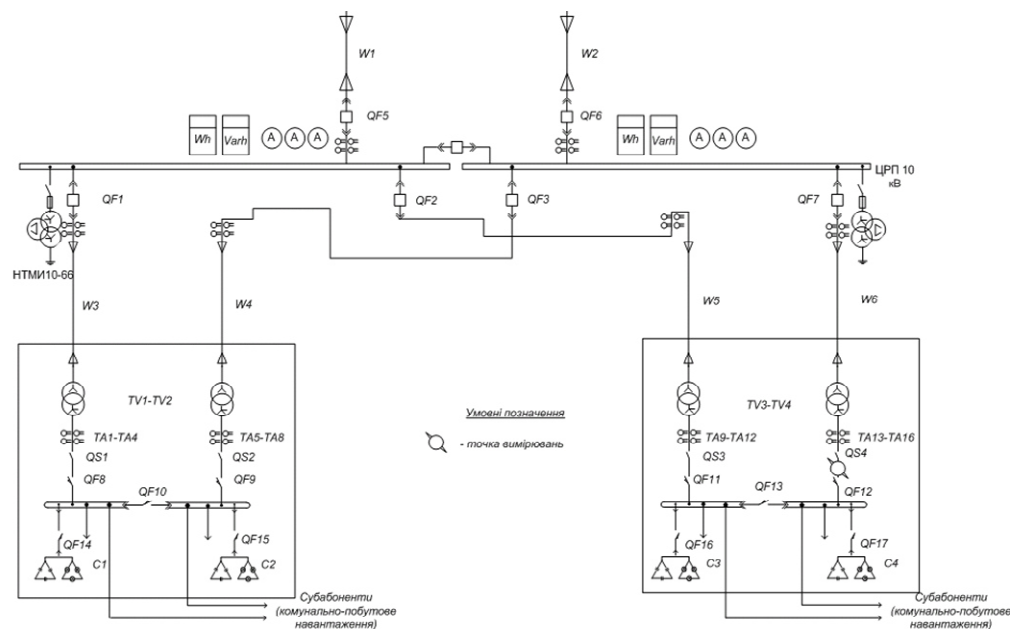 W1
W2
QF5
QF6
Wh
Varh
A
A
A
Wh
Varh
A
A
A
ЦРП 10
кВ
QF1
QF2
QF3
QF7
НТМИ10-66
W3
W4
W5
W6
TV1-TV2
TV3-TV4
Умовні позначення
- точка вимірювань
TA1-TA4
TA5-TA8
TA9-TA12
TA13-TA16
QS1
QS2
QS3
QS4
QF8
QF9
QF10
QF11
QF12
QF13
QF14
QF15
QF16
QF17
C1
C2
C3
C4
Субабоненти
(комунально-побутове
навантаження)
Субабоненти
(комунально-побутове
навантаження)